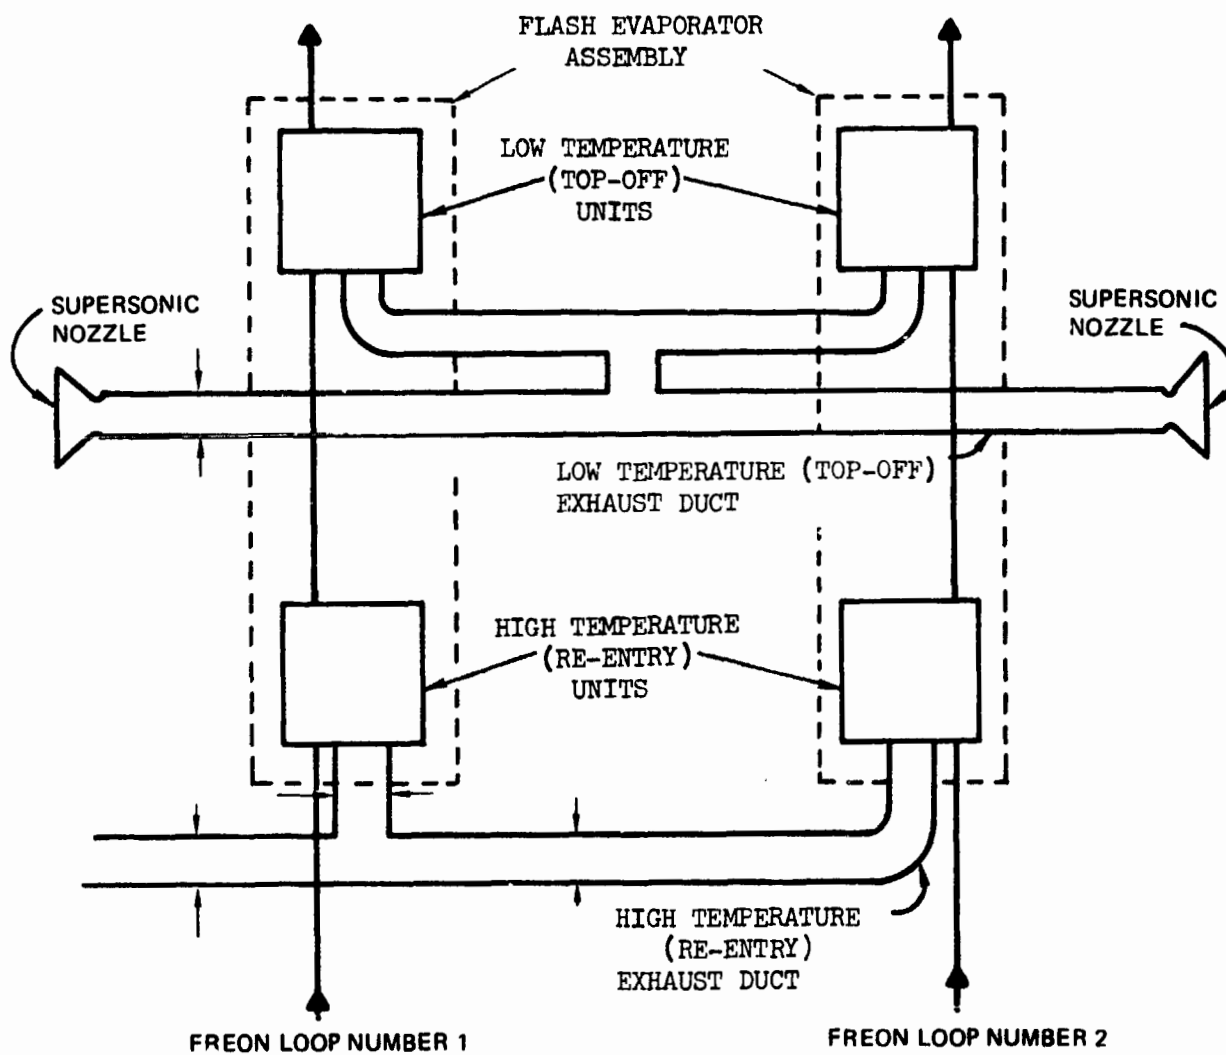 FLASH EVAPORATOR
ASSEMBLY
LOW TEMPERATURE
(TOP-OFF)
UNITS
SUPERSONIC
NOZZLE
SUPERSONIC
NOZZLE
LOW TEMPERATURE (TOP-OFF)
EXHAUST DUCT
HIGH TEMPERATURE
(RE-ENTRY)
UNITS
HIGH TEMPERATURE
(RE-ENTRY)
EXHAUST DUCT
FREON LOOP NUMBER 1
FREON LOOP NUMBER 2